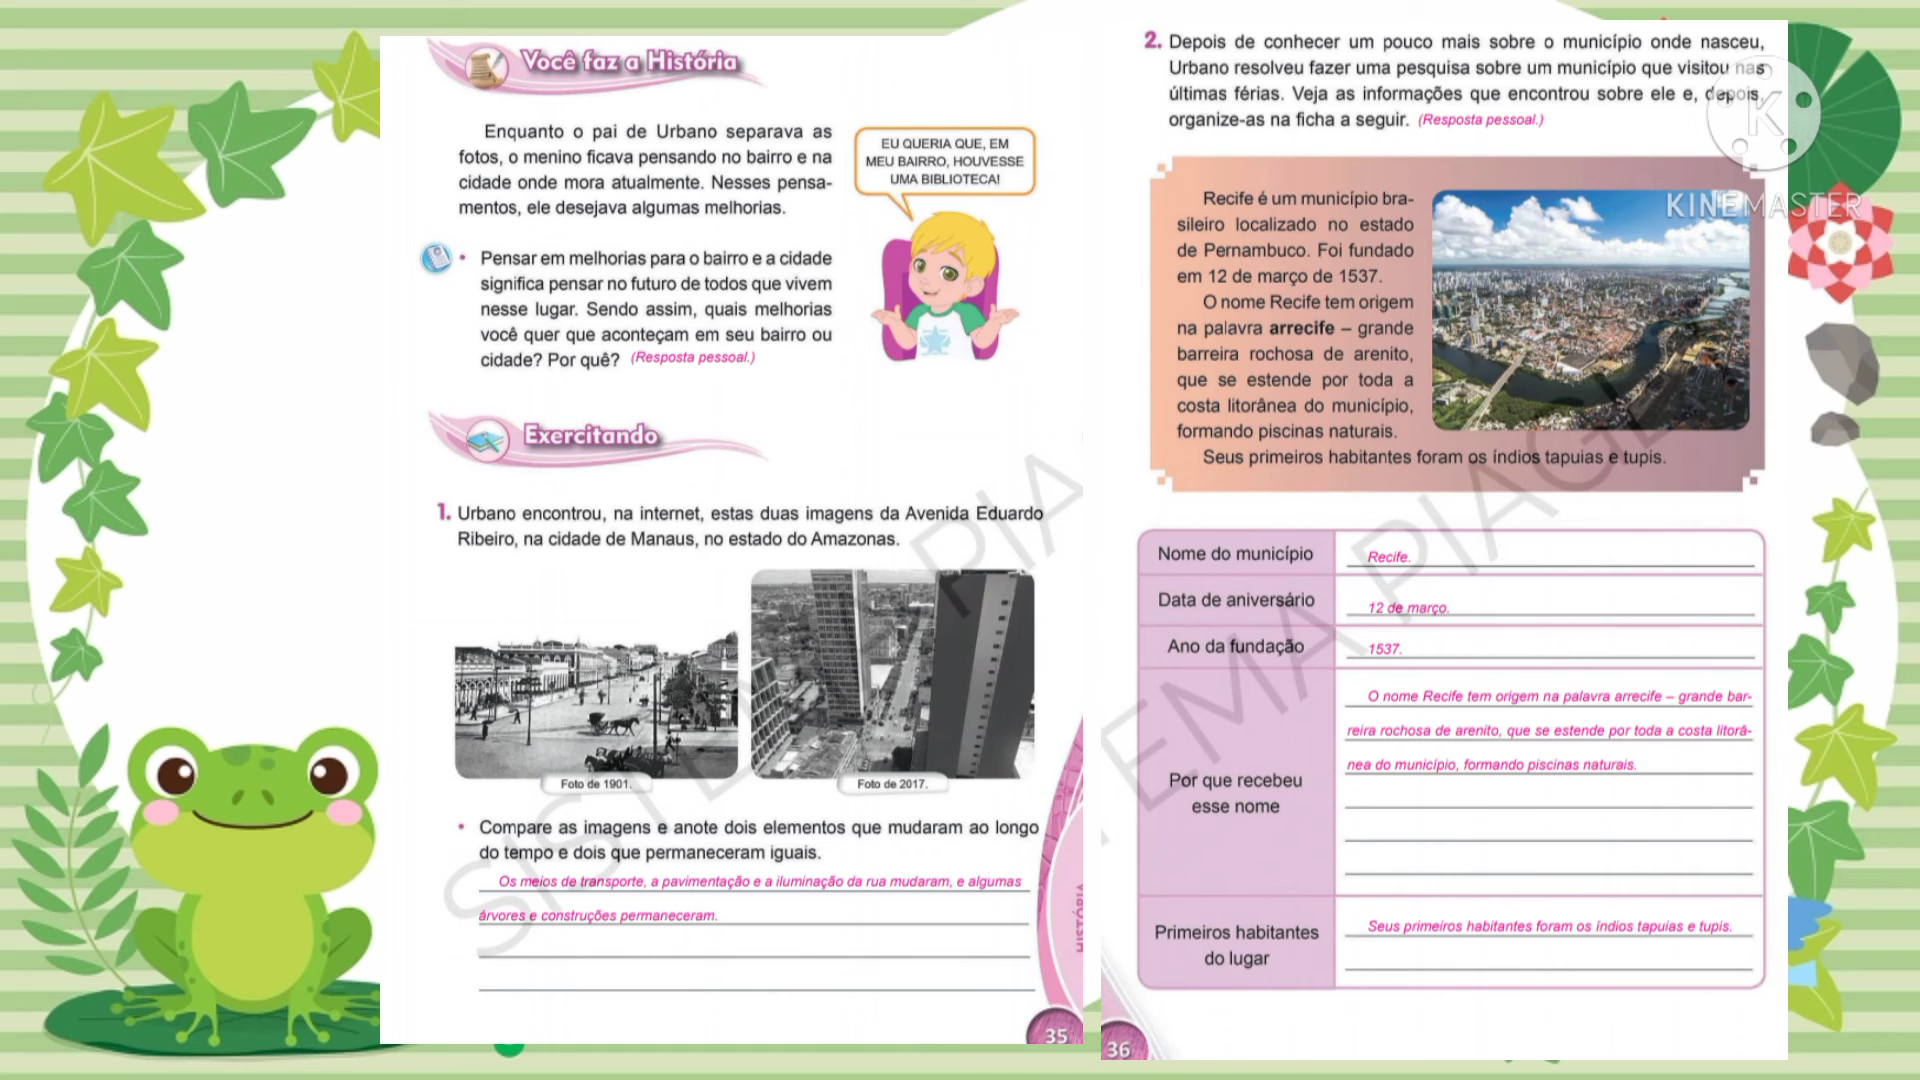 Você faz a História
Enquanto o pai de Urbano separava as
fotos, o menino ficava pensando no bairro e na
cidade onde mora atualmente. Nesses pensa-
mentos, ele desejava algumas melhorias.
EU QUERIA QUE, EM
MEU BAIRRO, HOUVESSE
UMA BIBLIOTECA!
• Pensar em melhorias para o bairro e a cidade
significa pensar no futuro de todos que vivem
nesse lugar. Sendo assim, quais melhorias
você quer que aconteçam em seu bairro ou
cidade? Por quê? (Resposta pessoal.)
Exercitando
1. Urbano encontrou, na internet, estas duas imagens da Avenida Eduardo
Ribeiro, na cidade de Manaus, no estado do Amazonas.
Foto de 1901.
Foto de 2017.
• Compare as imagens e anote dois elementos que mudaram ao longo
do tempo e dois que permaneceram iguais.
Os meios de transporte, a pavimentação e a iluminação da rua mudaram, e algumas
árvores e construções permaneceram.
HISTÓRIA
35
SISTEMA PIAGET
2. Depois de conhecer um pouco mais sobre o município onde nasceu,
Urbano resolveu fazer uma pesquisa sobre um município que visitou nas
últimas férias. Veja as informações que encontrou sobre ele e, depois,
organize-as na ficha a seguir. (Resposta pessoal.)
K
KINEMASTER
Recife é um município bra-
sileiro localizado no estado
de Pernambuco. Foi fundado
em 12 de março de 1537.
O nome Recife tem origem
na palavra arrecife – grande
barreira rochosa de arenito,
que se estende por toda a
costa litorânea do município,
formando piscinas naturais.
Seus primeiros habitantes foram os índios tapuias e tupis.
Nome do município
Recife.
Data de aniversário
12 de março.
Ano da fundação
1537.
Por que recebeu
esse nome
O nome Recife tem origem na palavra arrecife – grande bar-
reira rochosa de arenito, que se estende por toda a costa litorâ-
nea do município, formando piscinas naturais.
Primeiros habitantes
do lugar
Seus primeiros habitantes foram os índios tapuias e tupis.
36